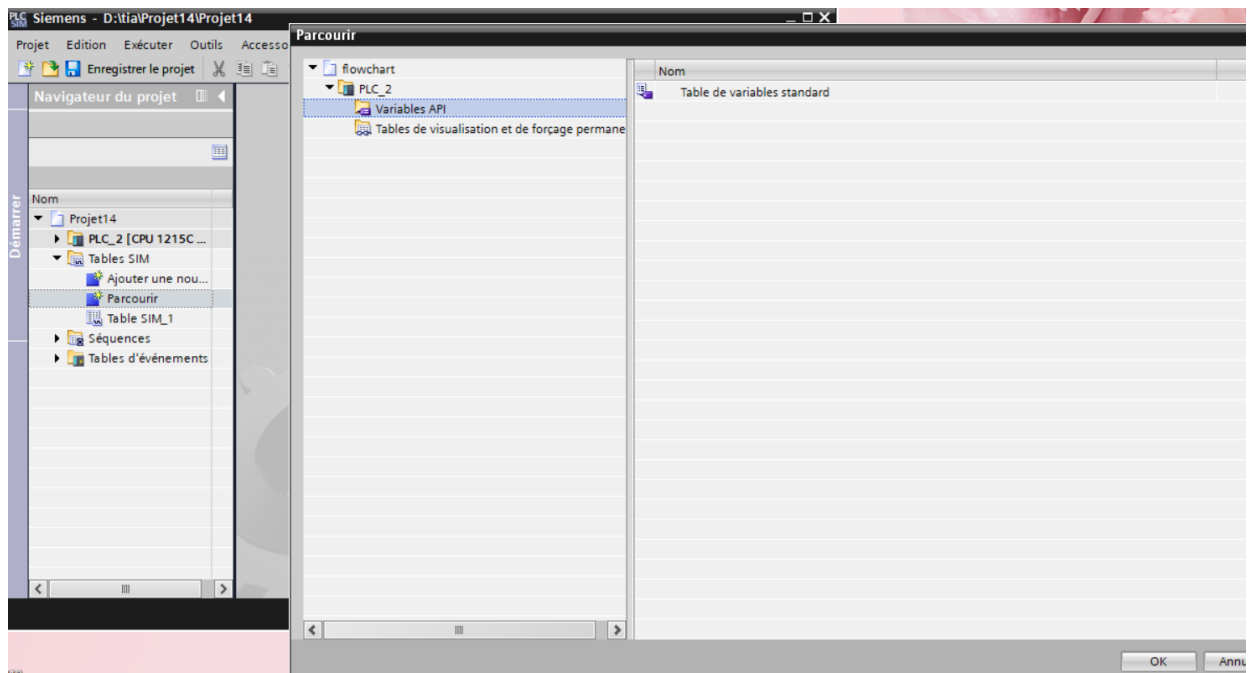 PLC SIM Siemens - D:\tia\Projet14\Projet14
Projet Edition Exécuter Outils Accesso
Enregistrer le projet
Navigateur du projet
Démarrer
Nom
Projet14
PLC_2 [CPU 1215C ...
Tables SIM
Ajouter une nou...
Parcourir
Table SIM_1
Séquences
Tables d'événements
Parcourir
flowchart
PLC_2
Variables API
Tables de visualisation et de forçage permane
Nom
Table de variables standard
OK
Annu